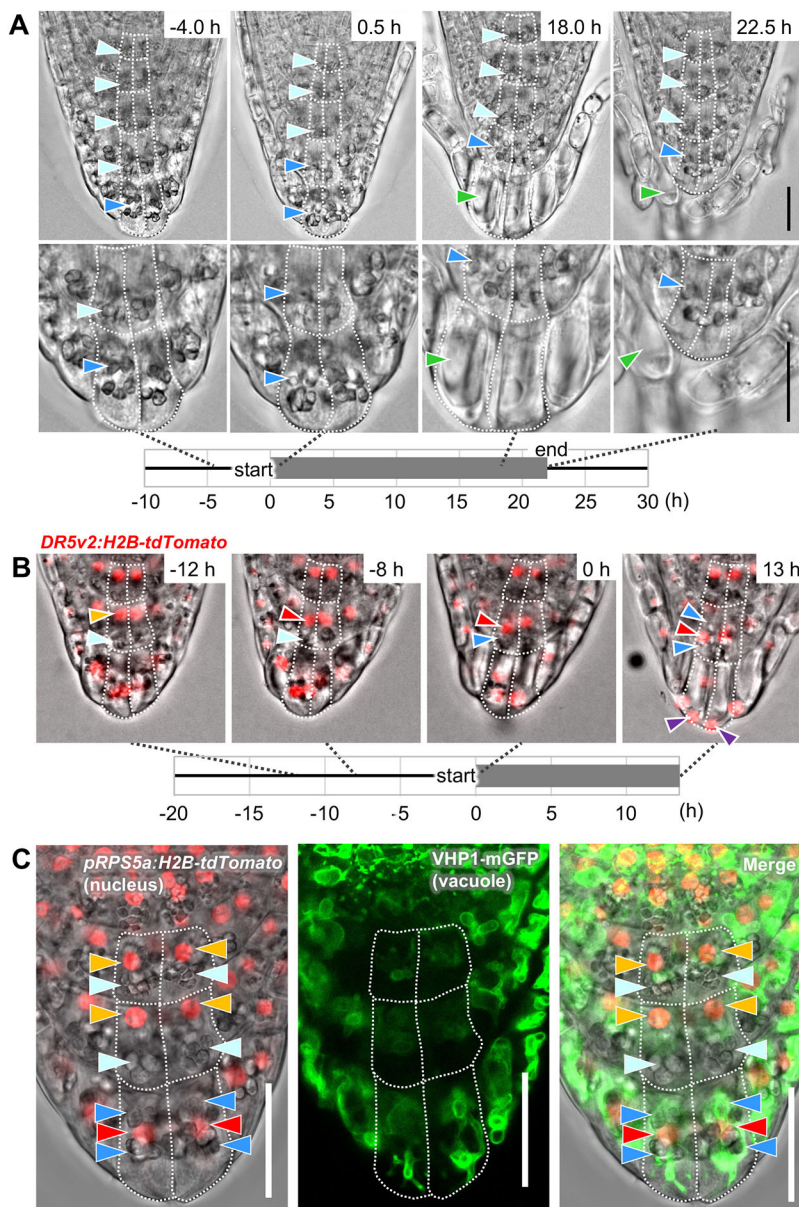 A
-4.0 h
0.5 h
18.0 h
22.5 h
end
start
-10 -5 0 5 10 15 20 25 30 (h)
DR5v2:H2B-tdTomato
B
-12 h
-8 h
0 h
13 h
start
-20 -15 -10 -5 0 5 10 (h)
C
pRPS5a:H2B-tdTomato
(nucleus)
VHP1-mGFP
(vacuole)
Merge